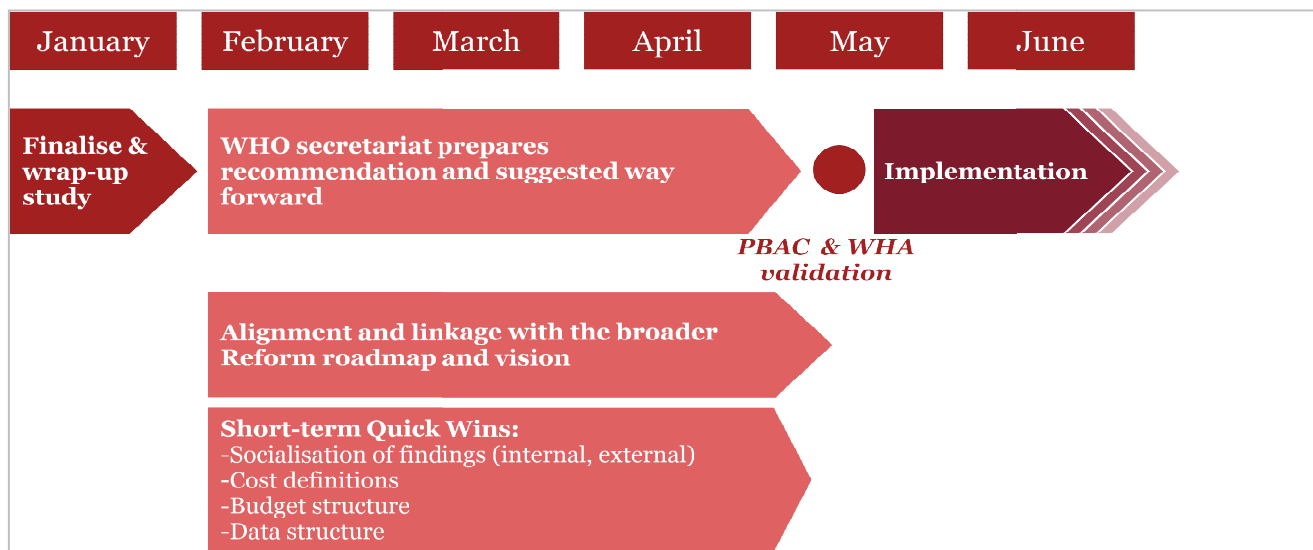 January
February
March
April
May
June
Finalise &
wrap-up
study
WHO secretariat prepares
recommendation and suggested way
forward
Implementation
PBAC & WHA
validation
Alignment and linkage with the broader
Reform roadmap and vision
Short-term Quick Wins:
-Socialisation of findings (internal, external)
-Cost definitions
-Budget structure
-Data structure